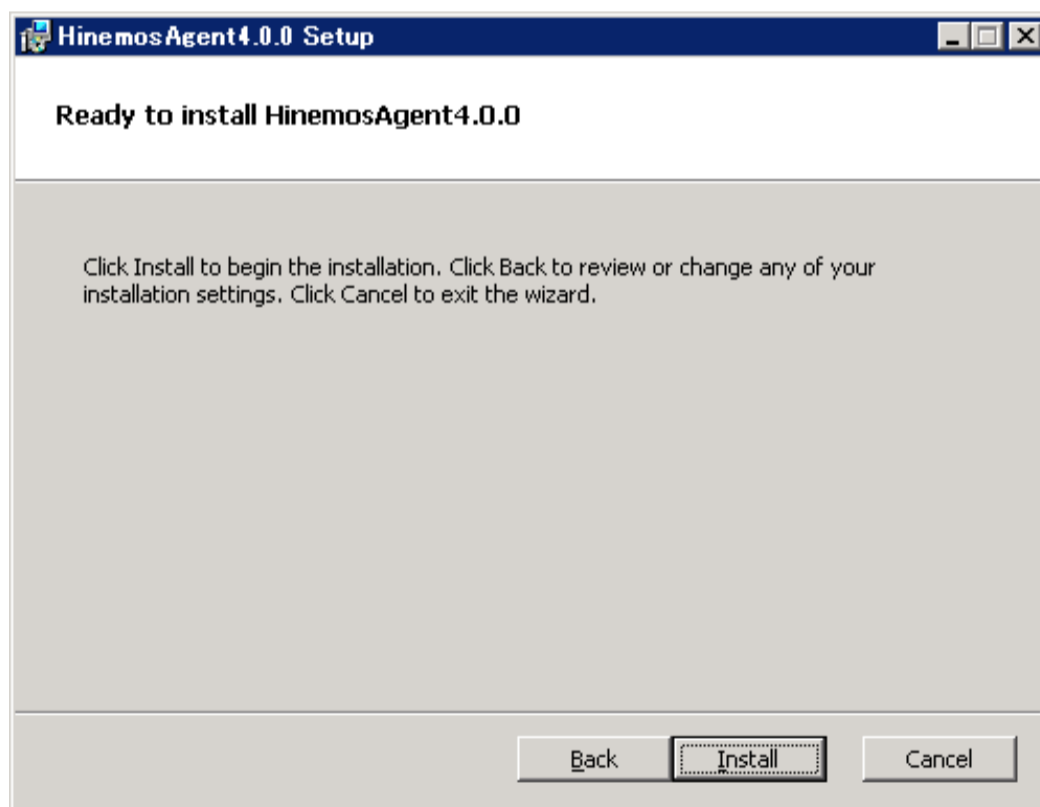 HinemosAgent4.0.0 Setup
Ready to install HinemosAgent4.0.0
Click Install to begin the installation. Click Back to review or change any of your
installation settings. Click Cancel to exit the wizard.
Back Install Cancel